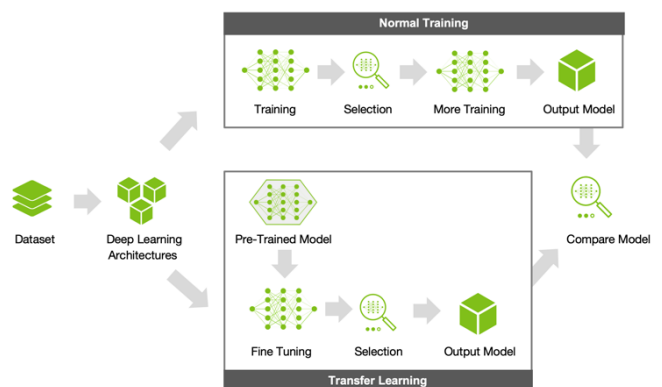 Normal Training
Training
Selection
More Training
Output Model
Dataset
Deep Learning
Architectures
Pre-Trained Model
Compare Model
Fine Tuning
Selection
Output Model
Transfer Learning